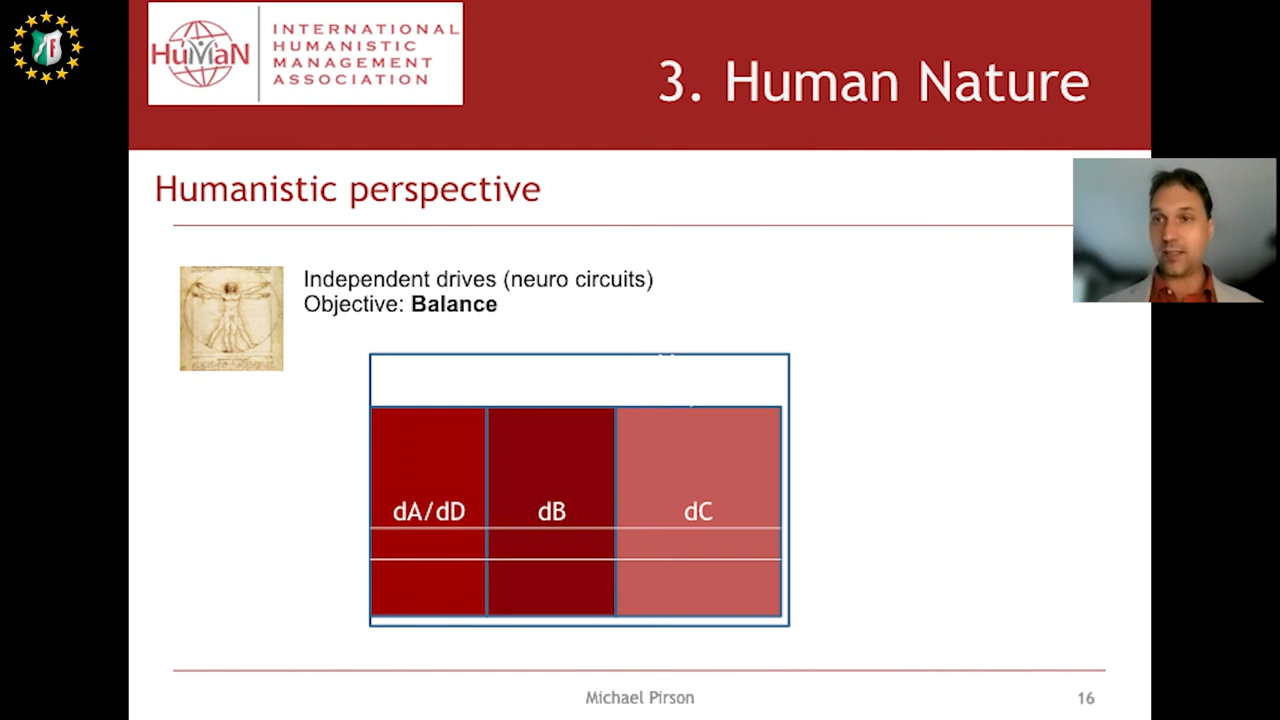 HuMaN
INTERNATIONAL
HUMANISTIC
MANAGEMENT
ASSOCIATION
3. Human Nature
Humanistic perspective
Independent drives (neuro circuits)
Objective: Balance
dA/dD
dB
dC
Michael Pirson
16